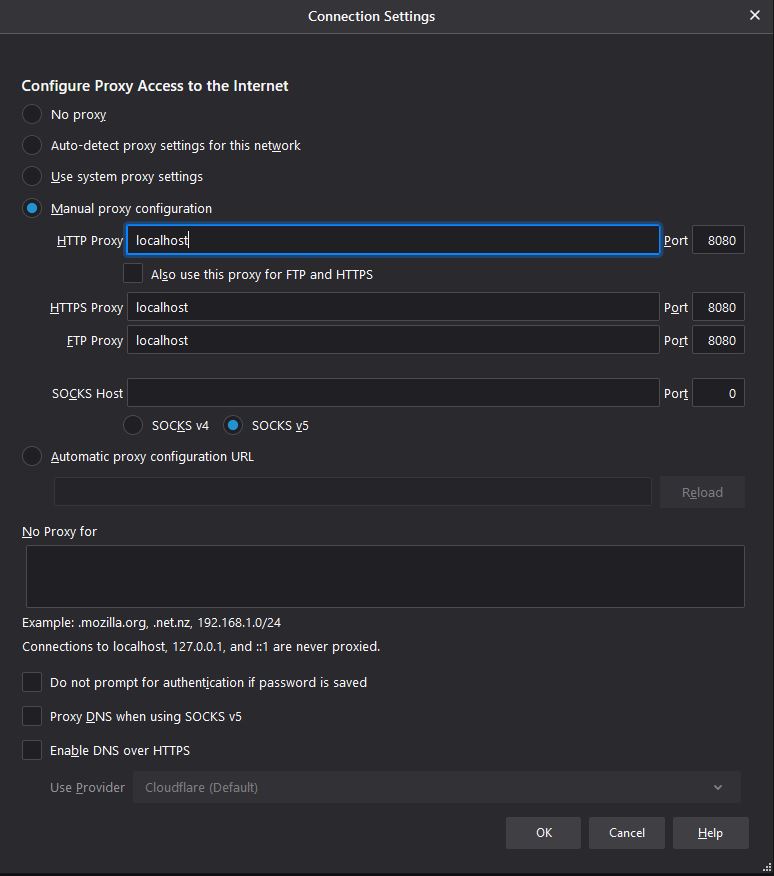 Connection Settings
Configure Proxy Access to the Internet
No proxy
Auto-detect proxy settings for this network
Use system proxy settings
Manual proxy configuration
HTTP Proxy localhost Port 8080
Also use this proxy for FTP and HTTPS
HTTPS Proxy localhost Port 8080
FTP Proxy localhost Port 8080
SOCKS Host Port 0
SOCKS v4 SOCKS v5
Automatic proxy configuration URL
Reload
No Proxy for
Example: .mozilla.org, .net.nz, 192.168.1.0/24
Connections to localhost, 127.0.0.1, and ::1 are never proxied.
Do not prompt for authentication if password is saved
Proxy DNS when using SOCKS v5
Enable DNS over HTTPS
Use Provider Cloudflare (Default)
OK Cancel Help